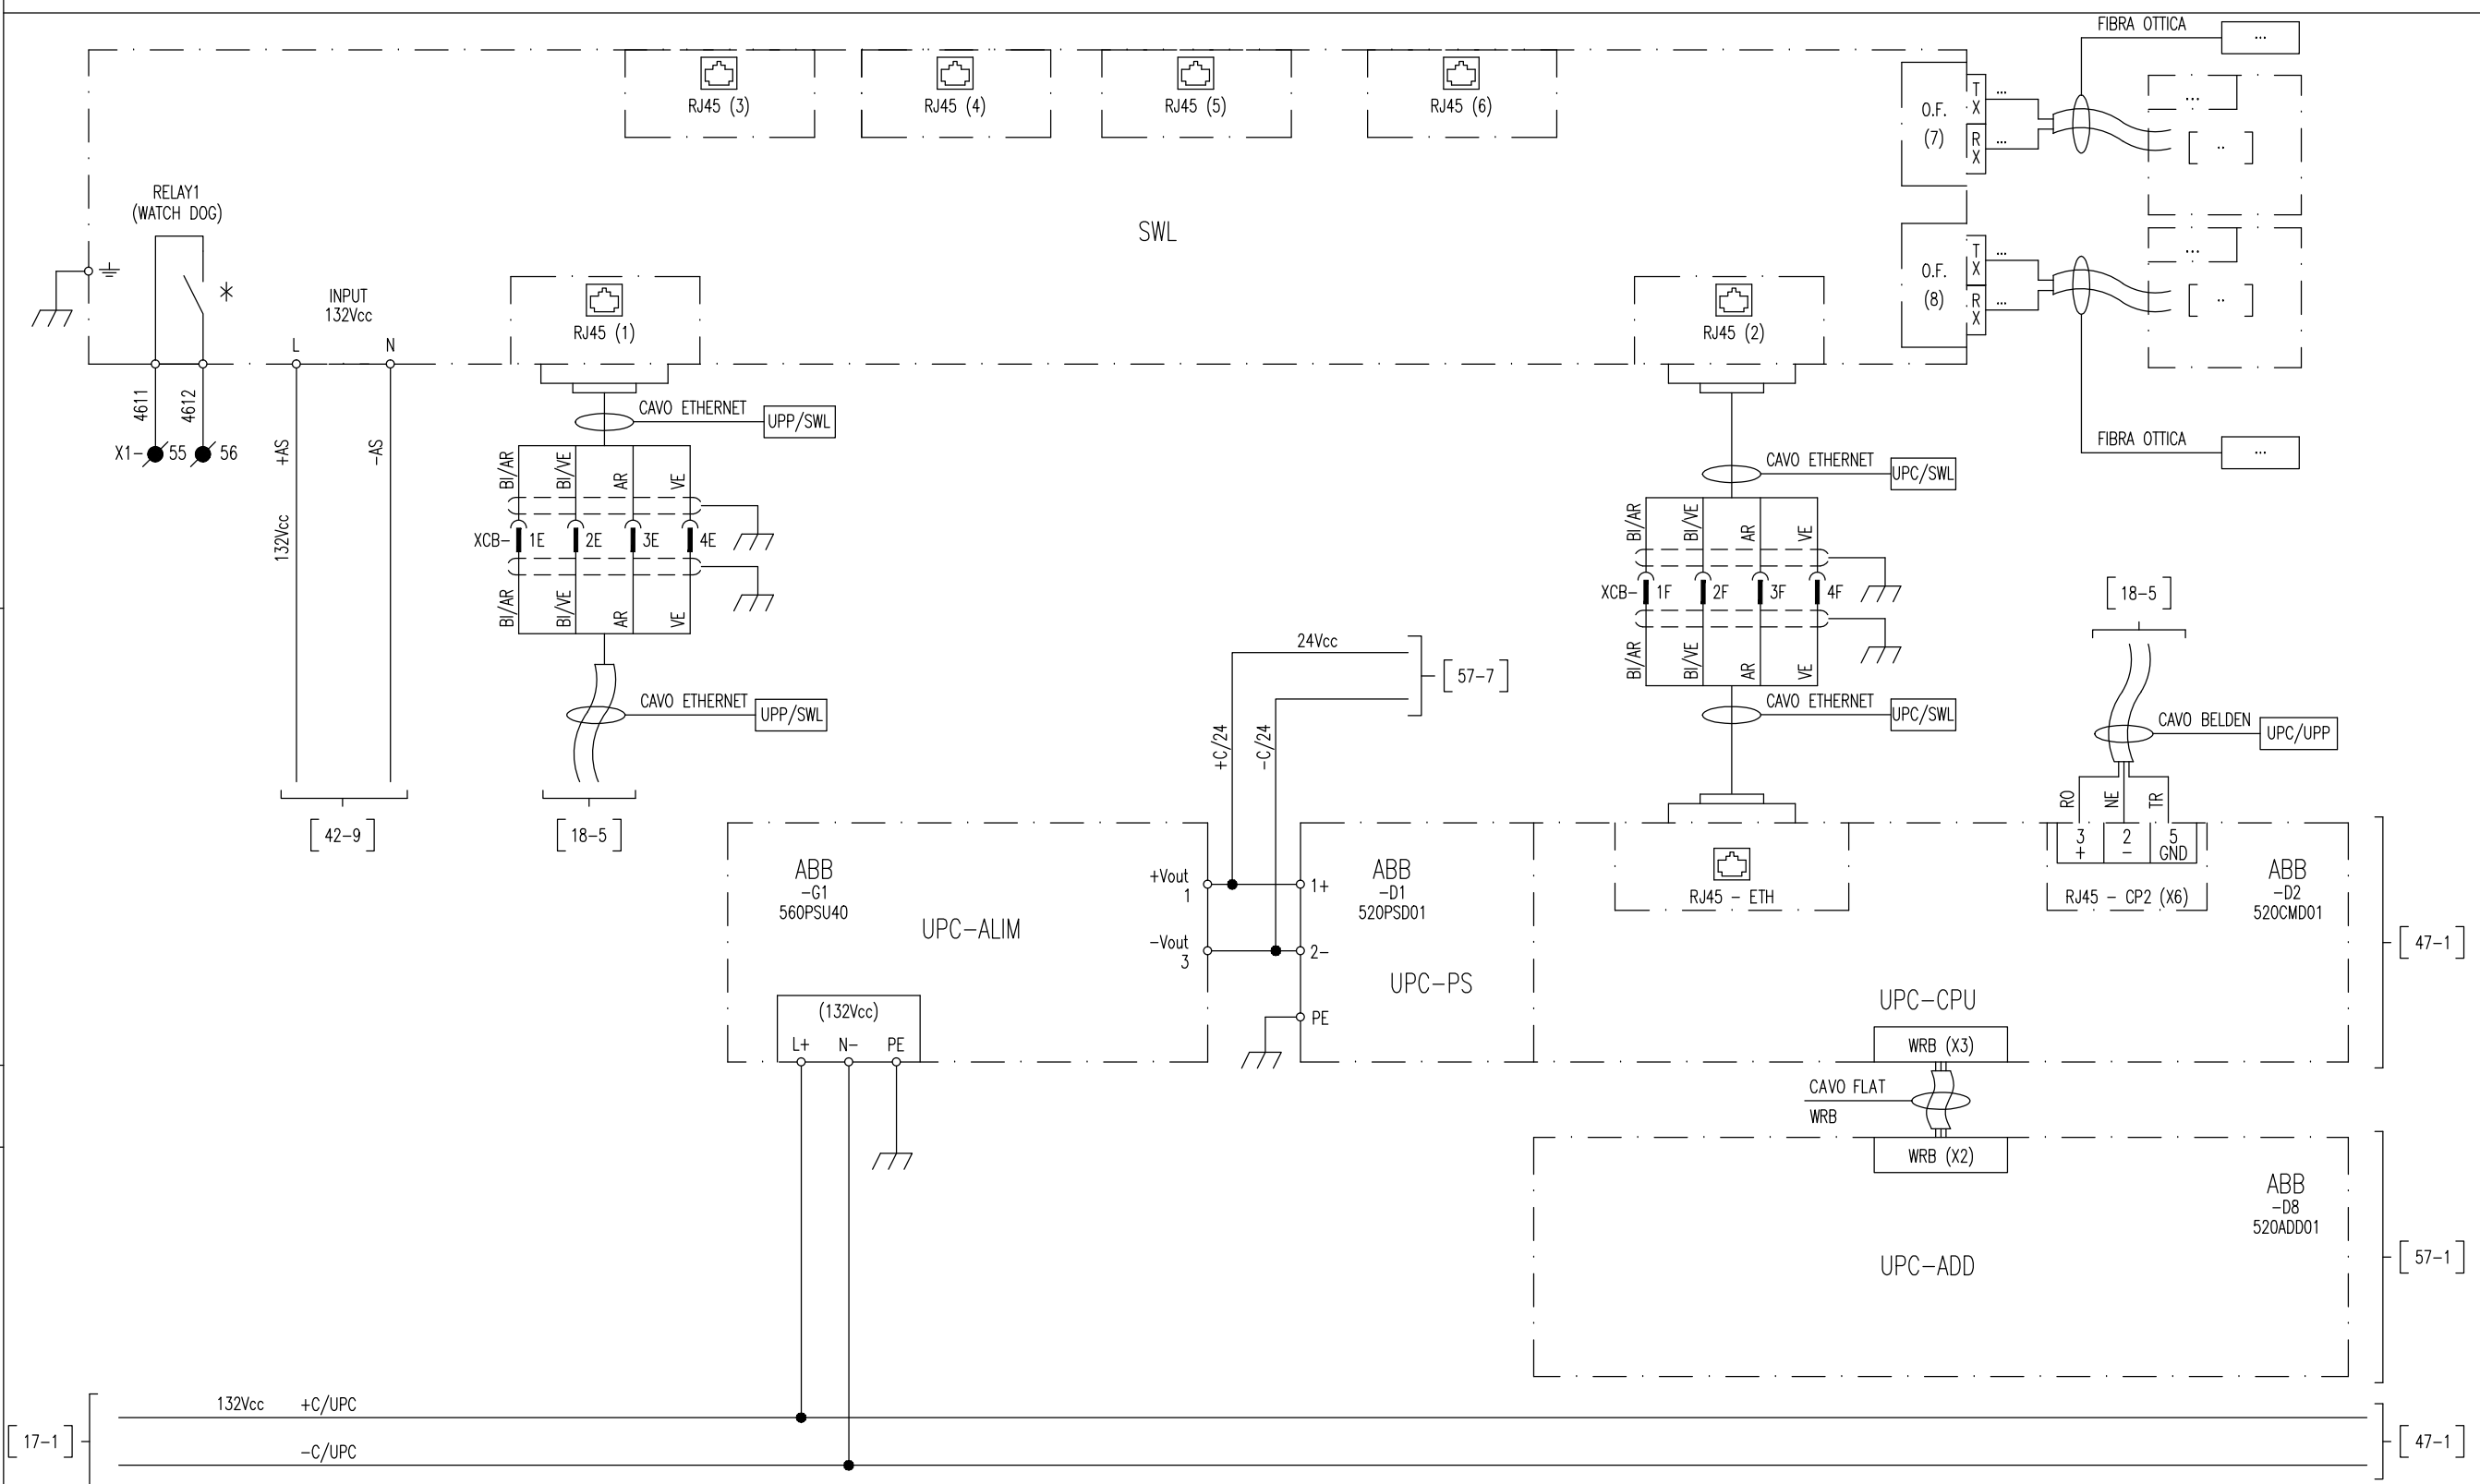 FIBRA OTTICA
...
RJ45 (3)
RJ45 (4)
RJ45 (5)
RJ45 (6)
O.F.
(7)
TX
RX
...
...
...
..
RELAY1
(WATCH DOG)
SWL
INPUT
132Vcc
L
N
RJ45 (1)
RJ45 (2)
O.F.
(8)
TX
RX
...
...
...
..
FIBRA OTTICA
...
4611
4612
X1-
55
56
+AS
-AS
132Vcc
CAVO ETHERNET
UPP/SWL
BI/AR
BI/VE
AR
VE
XCB-
1E
2E
3E
4E
BI/AR
BI/VE
AR
VE
CAVO ETHERNET
UPP/SWL
42-9
18-5
CAVO ETHERNET
UPC/SWL
BI/AR
BI/VE
AR
VE
XCB-
1F
2F
3F
4F
BI/AR
BI/VE
AR
VE
CAVO ETHERNET
UPC/SWL
18-5
CAVO BELDEN
UPC/UPP
RO
NE
TR
24Vcc
57-7
+C/24
-C/24
ABB
-G1
560PSU40
UPC-ALIM
+Vout
1
-Vout
3
(132Vcc)
L+
N-
PE
ABB
-D1
520PSD01
1+
2-
PE
UPC-PS
RJ45 - ETH
3
+
2
-
5
GND
RJ45 - CP2 (X6)
ABB
-D2
520CMD01
47-1
UPC-CPU
WRB (X3)
CAVO FLAT
WRB
WRB (X2)
ABB
-D8
520ADD01
UPC-ADD
57-1
17-1
132Vcc
+C/UPC
-C/UPC
47-1